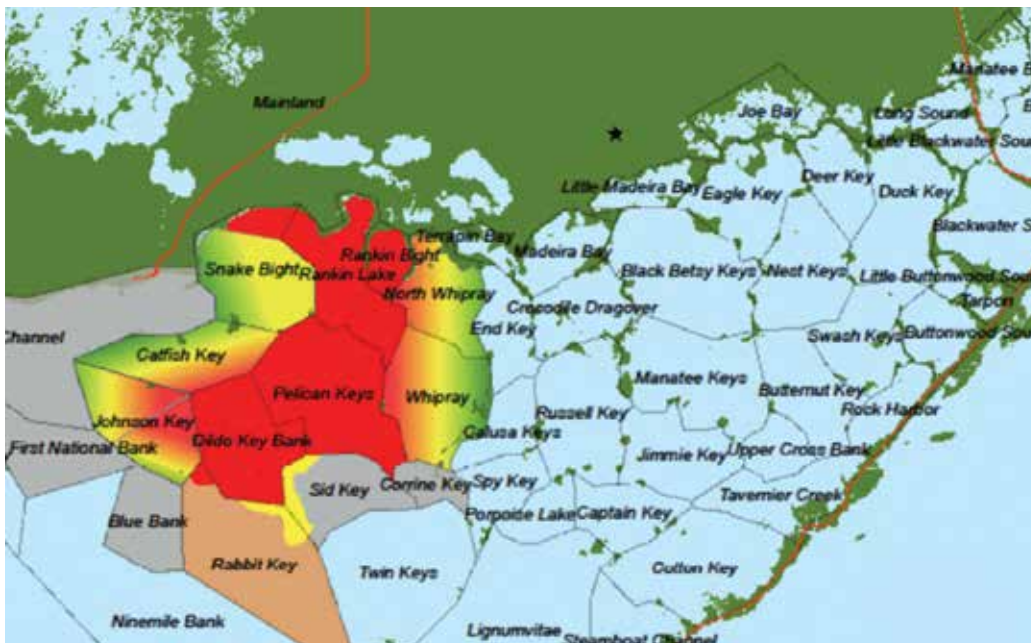 Manatee B
Mainland
Joe Bay
Long Sound
Little Blackwater Sou
Deer Key
Little Madeira Bay
Eagle Key
Duck Key
Blackwater S
Terrapin Bay
Rankin Bight
Madeira Bay
Snake Bight
Rankin Lake
Black Betsy Keys
Nest Keys
Little Buttonwood Soun
North Whipray
Tarpon
Crocodile Dragover
Channel
End Key
Swash Keys
Buttonwood Soun
Catfish Key
Pelican Keys
Whipray
Manatee Keys
Butternut Key
Rock Harbor
Johnson Key
Russell Key
Dildo Key Bank
First National Bank
Calusa Keys
Jimmie Key
Upper Cross Bank
Sid Key
Corrine Key
Spy Key
Tavernier Creek
Blue Bank
Porpoise Lake
Captain Key
Rabbit Key
Twin Keys
Cutton Key
Ninemile Bank
Lignumvitae
Steamboat Channel